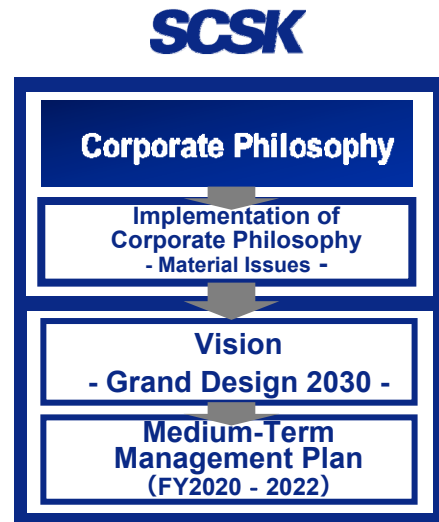 SCSK
Corporate Philosophy
Implementation of
Corporate Philosophy
- Material Issues -
Vision
- Grand Design 2030 -
Medium-Term
Management Plan
（FY2020 - 2022）